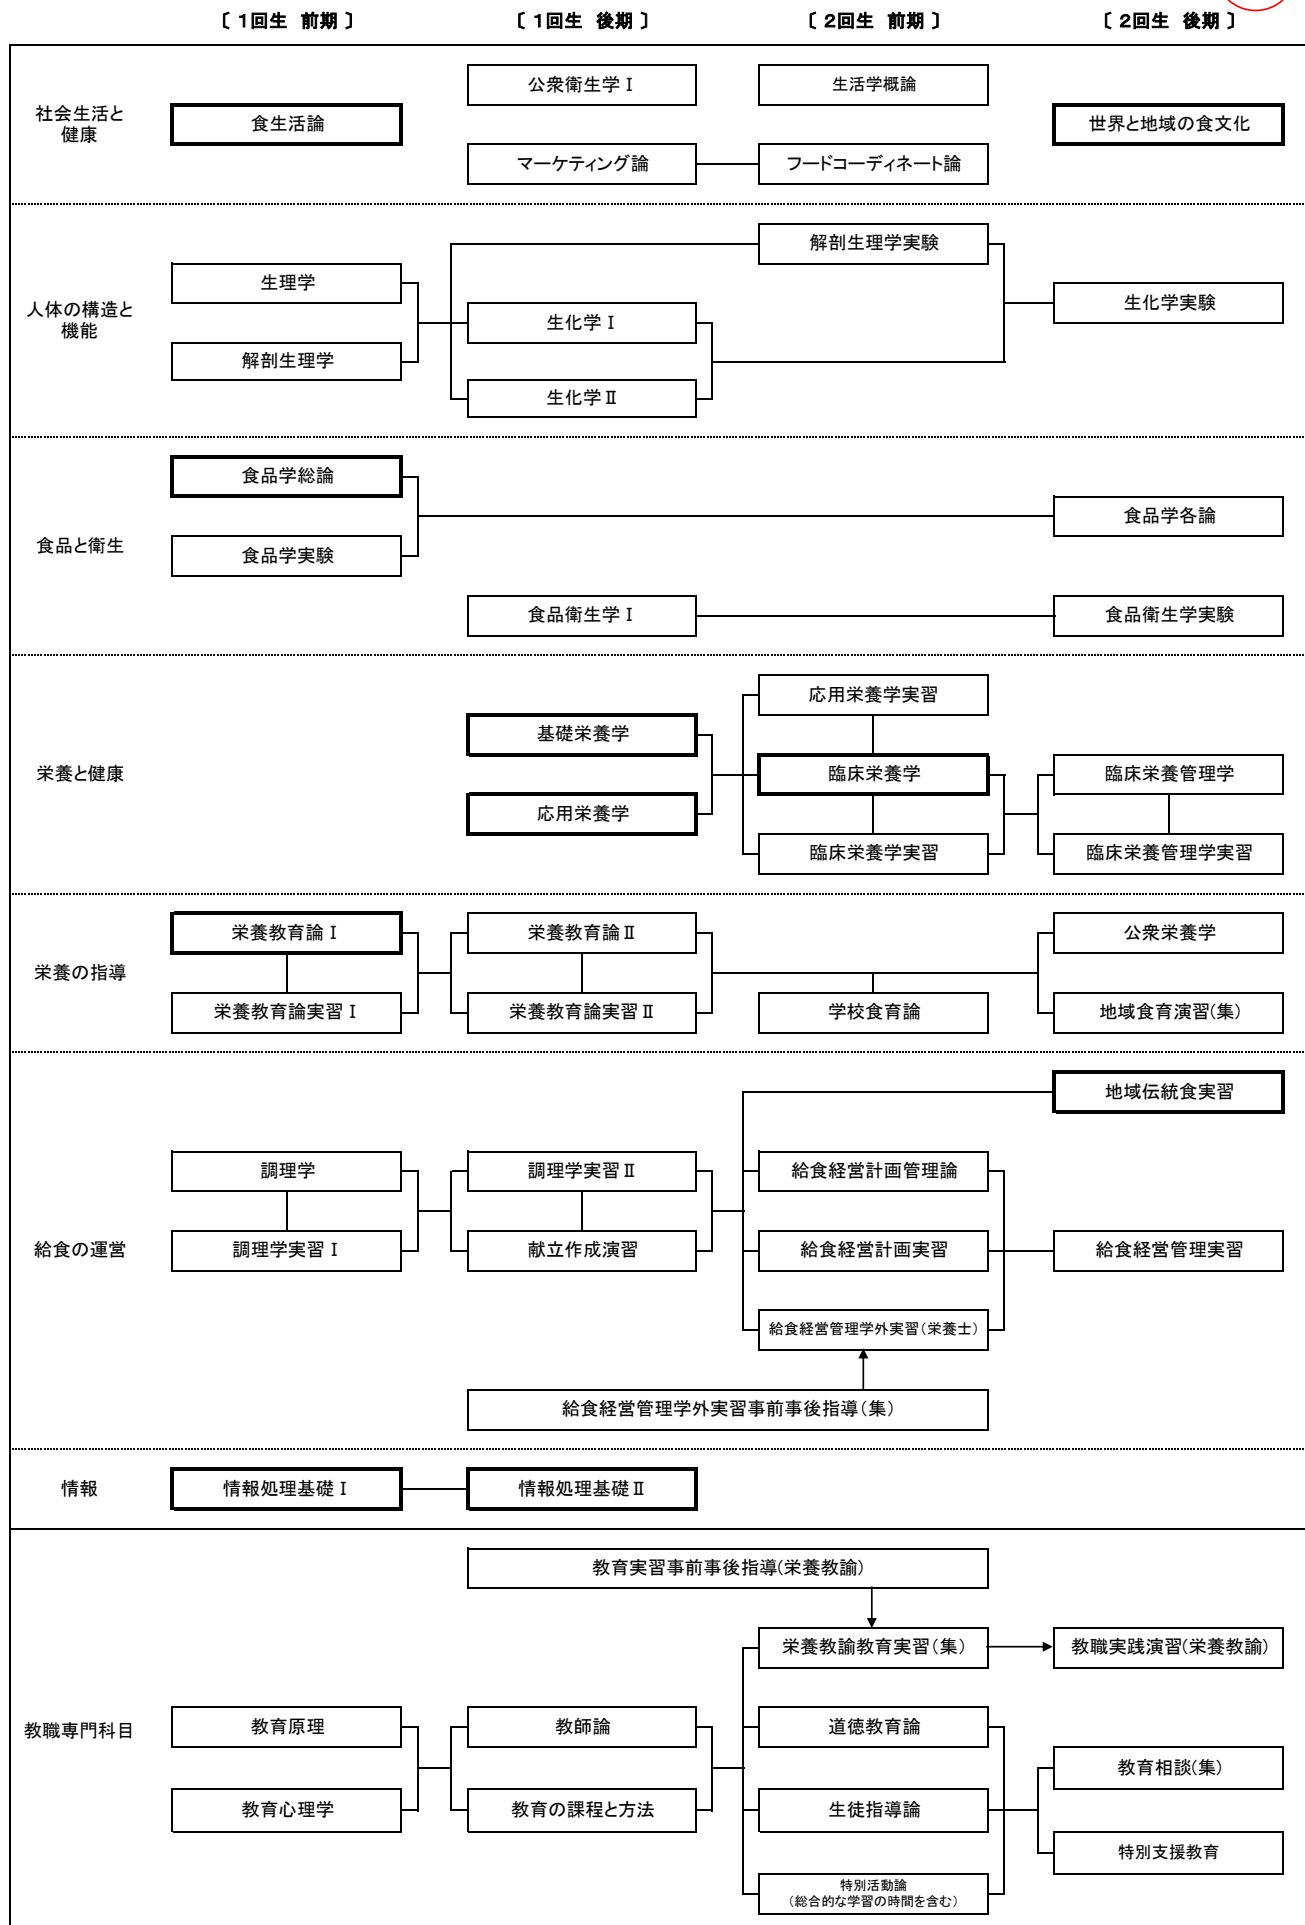 〔 1回生 前期 〕
〔 1回生 後期 〕
〔 2回生 前期 〕
〔 2回生 後期 〕
社会生活と
健康
食生活論
公衆衛生学Ⅰ
マーケティング論
生活学概論
フードコーディネート論
世界と地域の食文化
人体の構造と
機能
生理学
解剖生理学
生化学Ⅰ
生化学Ⅱ
解剖生理学実験
生化学実験
食品と衛生
食品学総論
食品学実験
食品衛生学Ⅰ
食品学各論
食品衛生学実験
栄養と健康
基礎栄養学
応用栄養学
応用栄養学実習
臨床栄養学
臨床栄養学実習
臨床栄養管理学
臨床栄養管理学実習
栄養の指導
栄養教育論Ⅰ
栄養教育論実習Ⅰ
栄養教育論Ⅱ
栄養教育論実習Ⅱ
学校食育論
公衆栄養学
地域食育演習(集)
給食の運営
調理学
調理学実習Ⅰ
調理学実習Ⅱ
献立作成演習
給食経営計画管理論
給食経営計画実習
給食経営管理学外実習(栄養士)
給食経営管理学外実習事前事後指導(集)
地域伝統食実習
給食経営管理実習
情報
情報処理基礎Ⅰ
情報処理基礎Ⅱ
教職専門科目
教育原理
教育心理学
教育実習事前事後指導(栄養教諭)
教師論
教育の課程と方法
栄養教諭教育実習(集)
道徳教育論
生徒指導論
特別活動論
(総合的な学習の時間を含む)
教職実践演習(栄養教諭)
教育相談(集)
特別支援教育